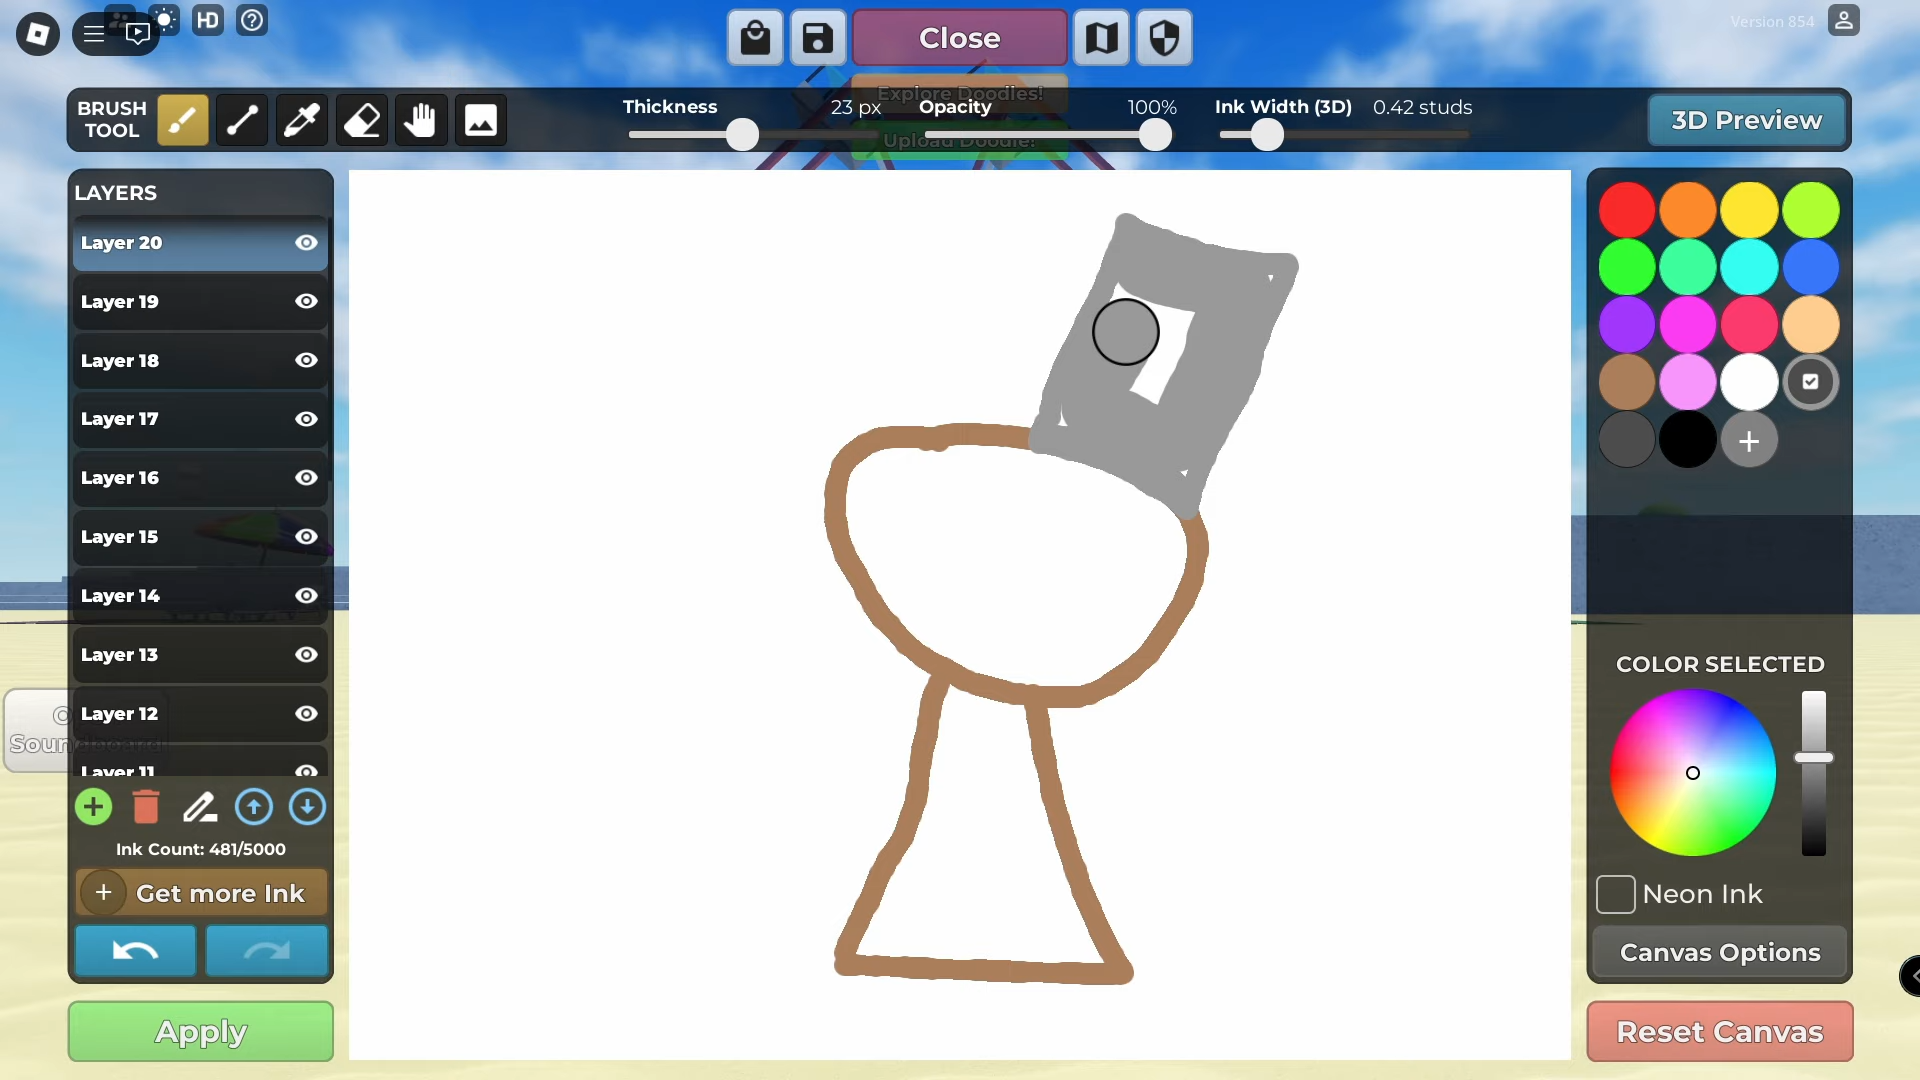 HD
Close
Version 854
Explore Doodles!
BRUSH
TOOL
Thickness
23 px
Opacity
100%
Ink Width (3D)
0.42 studs
3D Preview
Upload Doodle!
LAYERS
Layer 20
Layer 19
Layer 18
Layer 17
Layer 16
Layer 15
Layer 14
Layer 13
Layer 12
Layer 11
Soundboard
Ink Count: 481/5000
+ Get more Ink
Apply
COLOR SELECTED
Neon Ink
Canvas Options
Reset Canvas